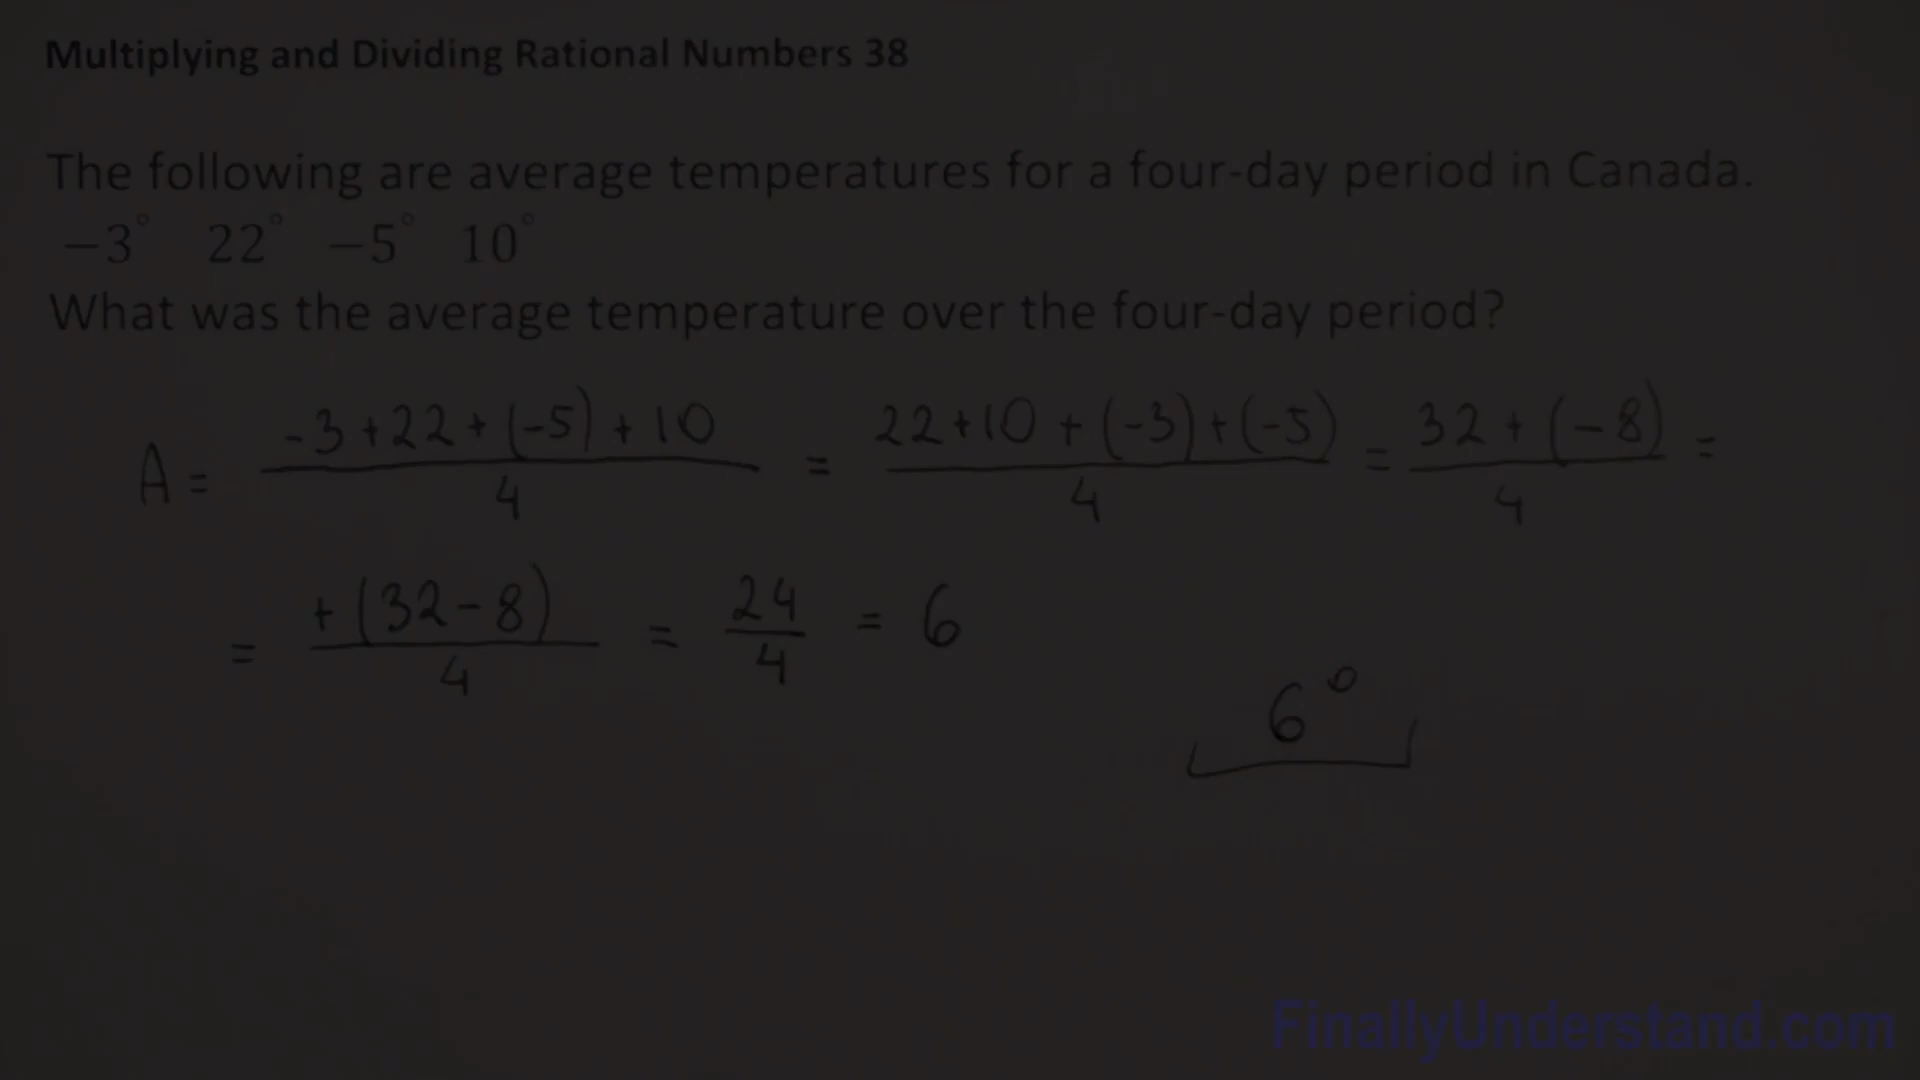 Multiplying and Dividing Rational Numbers 38
The following are average temperatures for a four-day period in Canada.
−3° 22° −5° 10°
What was the average temperature over the four-day period?
A = (-3+22+(-5)+10)/4 = (22+10+(-3)+(-5))/4 = (32+(-8))/4 =
= +(32-8)/4 = 24/4 = 6
6°
FinallyUnderstand.com